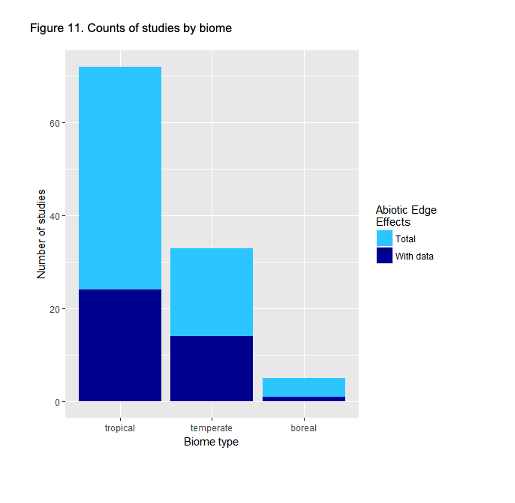 Figure 11. Counts of studies by biome
60
40
20
0
Number of studies
tropical
temperate
boreal
Biome type
Abiotic Edge
Effects
Total
With data